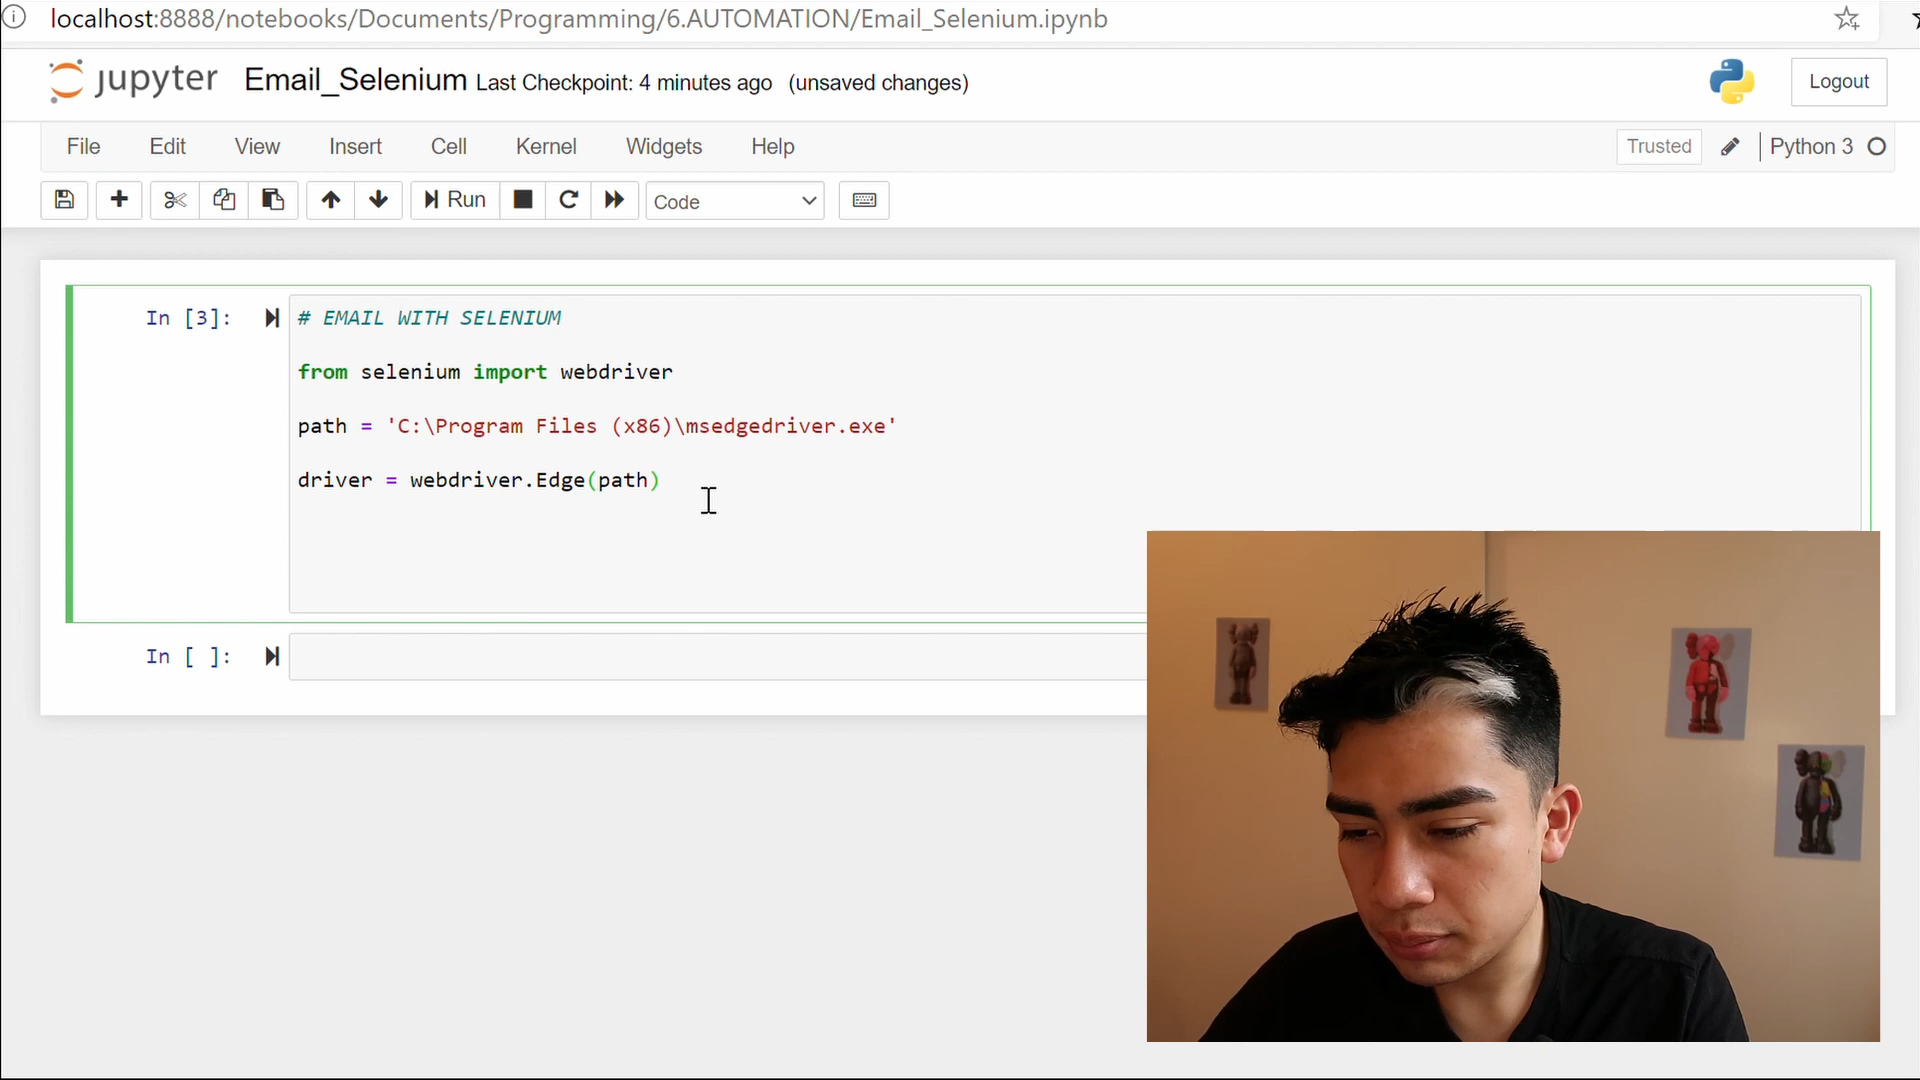 localhost:8888/notebooks/Documents/Programming/6.AUTOMATION/Email_Selenium.ipynb
jupyter Email_Selenium Last Checkpoint: 4 minutes ago (unsaved changes) Logout
File Edit View Insert Cell Kernel Widgets Help Trusted Python 3
Run Code
In [3]: # EMAIL WITH SELENIUM
from selenium import webdriver
path = 'C:\Program Files (x86)\msedgedriver.exe'
driver = webdriver.Edge(path)
In [ ]: